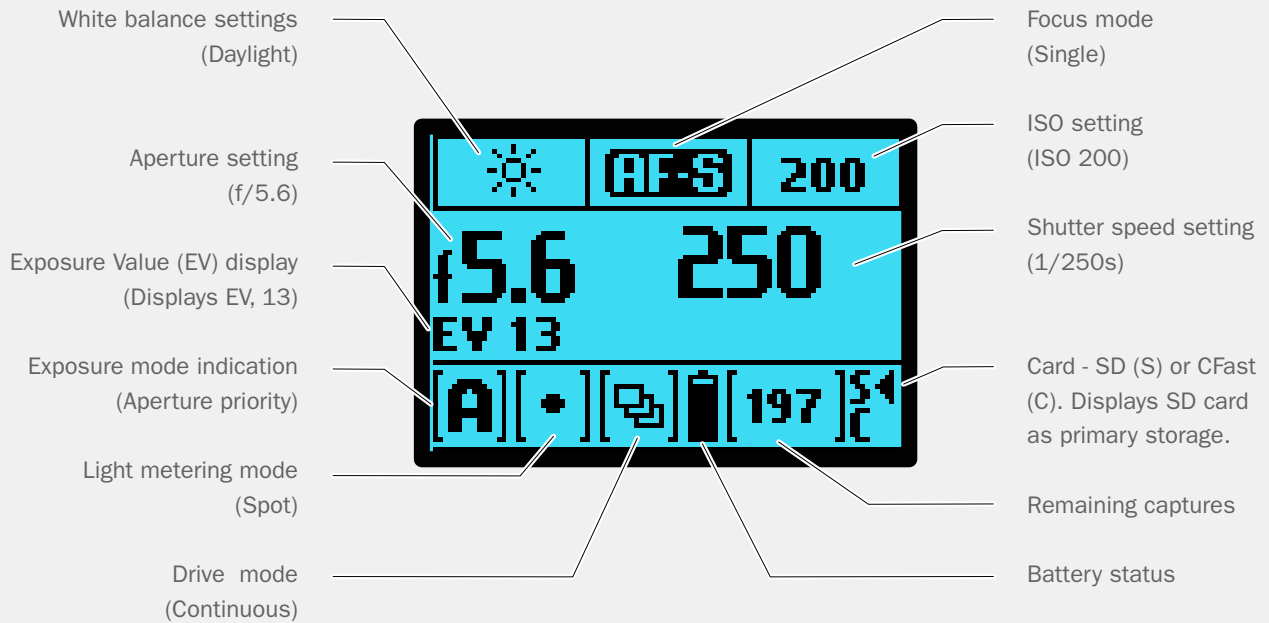 White balance settings
(Daylight)
Aperture setting
(f/5.6)
Exposure Value (EV) display
(Displays EV, 13)
Exposure mode indication
(Aperture priority)
Light metering mode
(Spot)
Drive mode
(Continuous)
AF-S
200
f5.6
250
EV 13
[A] [•] [ ] [197] S
C
Focus mode
(Single)
ISO setting
(ISO 200)
Shutter speed setting
(1/250s)
Card - SD (S) or CFast
(C). Displays SD card
as primary storage.
Remaining captures
Battery status